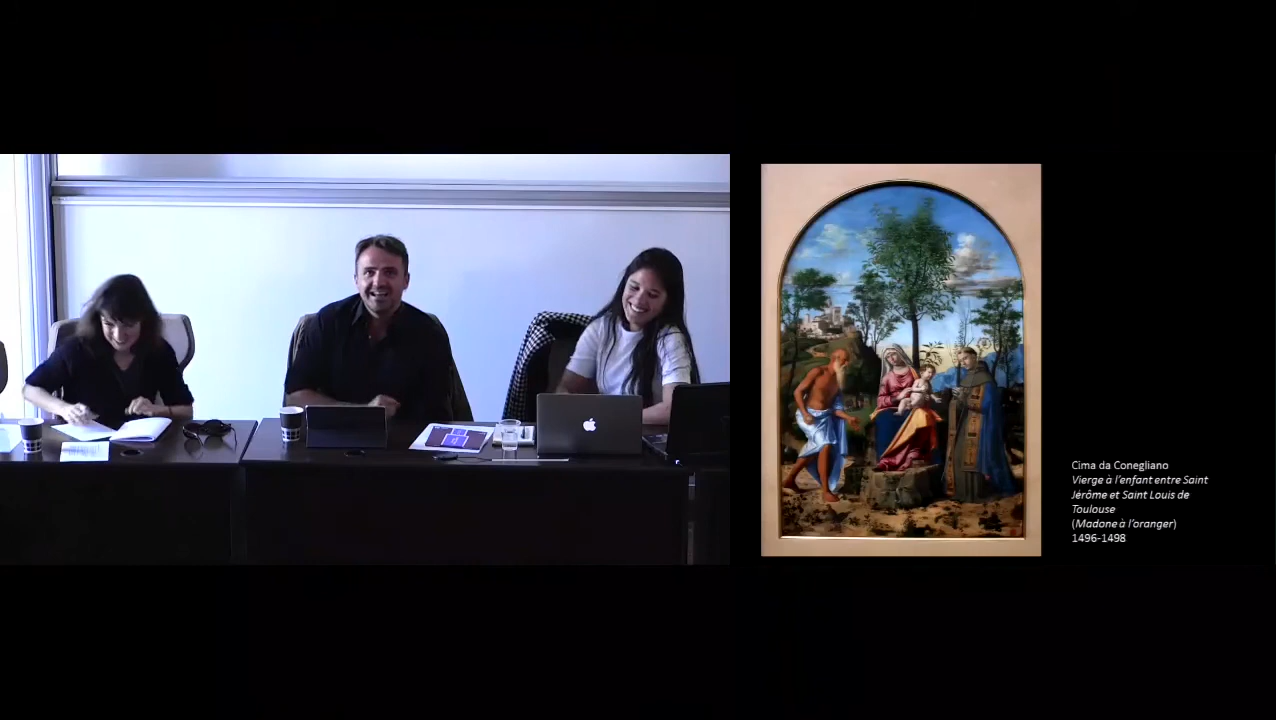 Cima da Conegliano
Vierge à l'enfant entre Saint
Jérôme et Saint Louis de
Toulouse
(Madone à l'oranger)
1496-1498